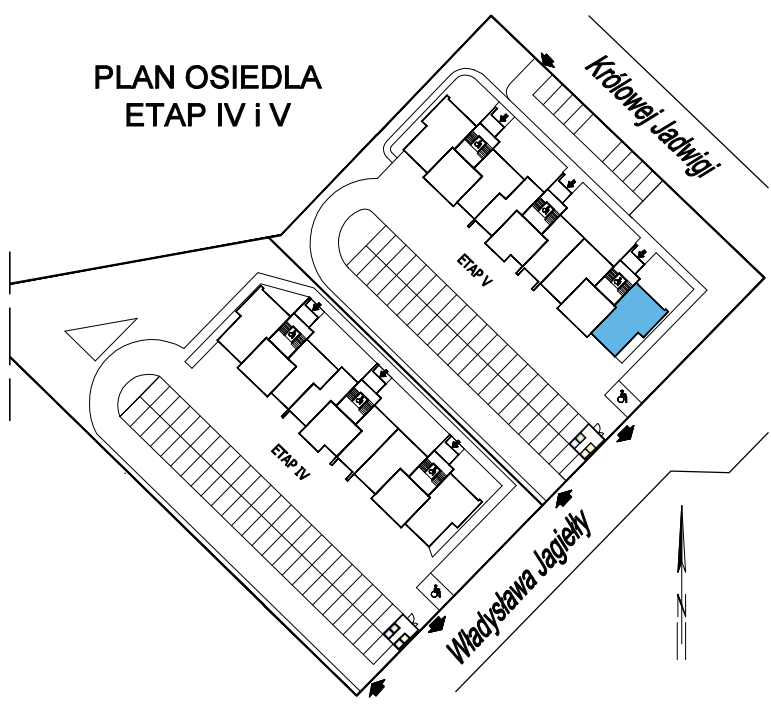 PLAN OSIEDLA
ETAP IV i V
Królowej Jadwigi
ETAP V
ETAP IV
Władysława Jagiełły
N